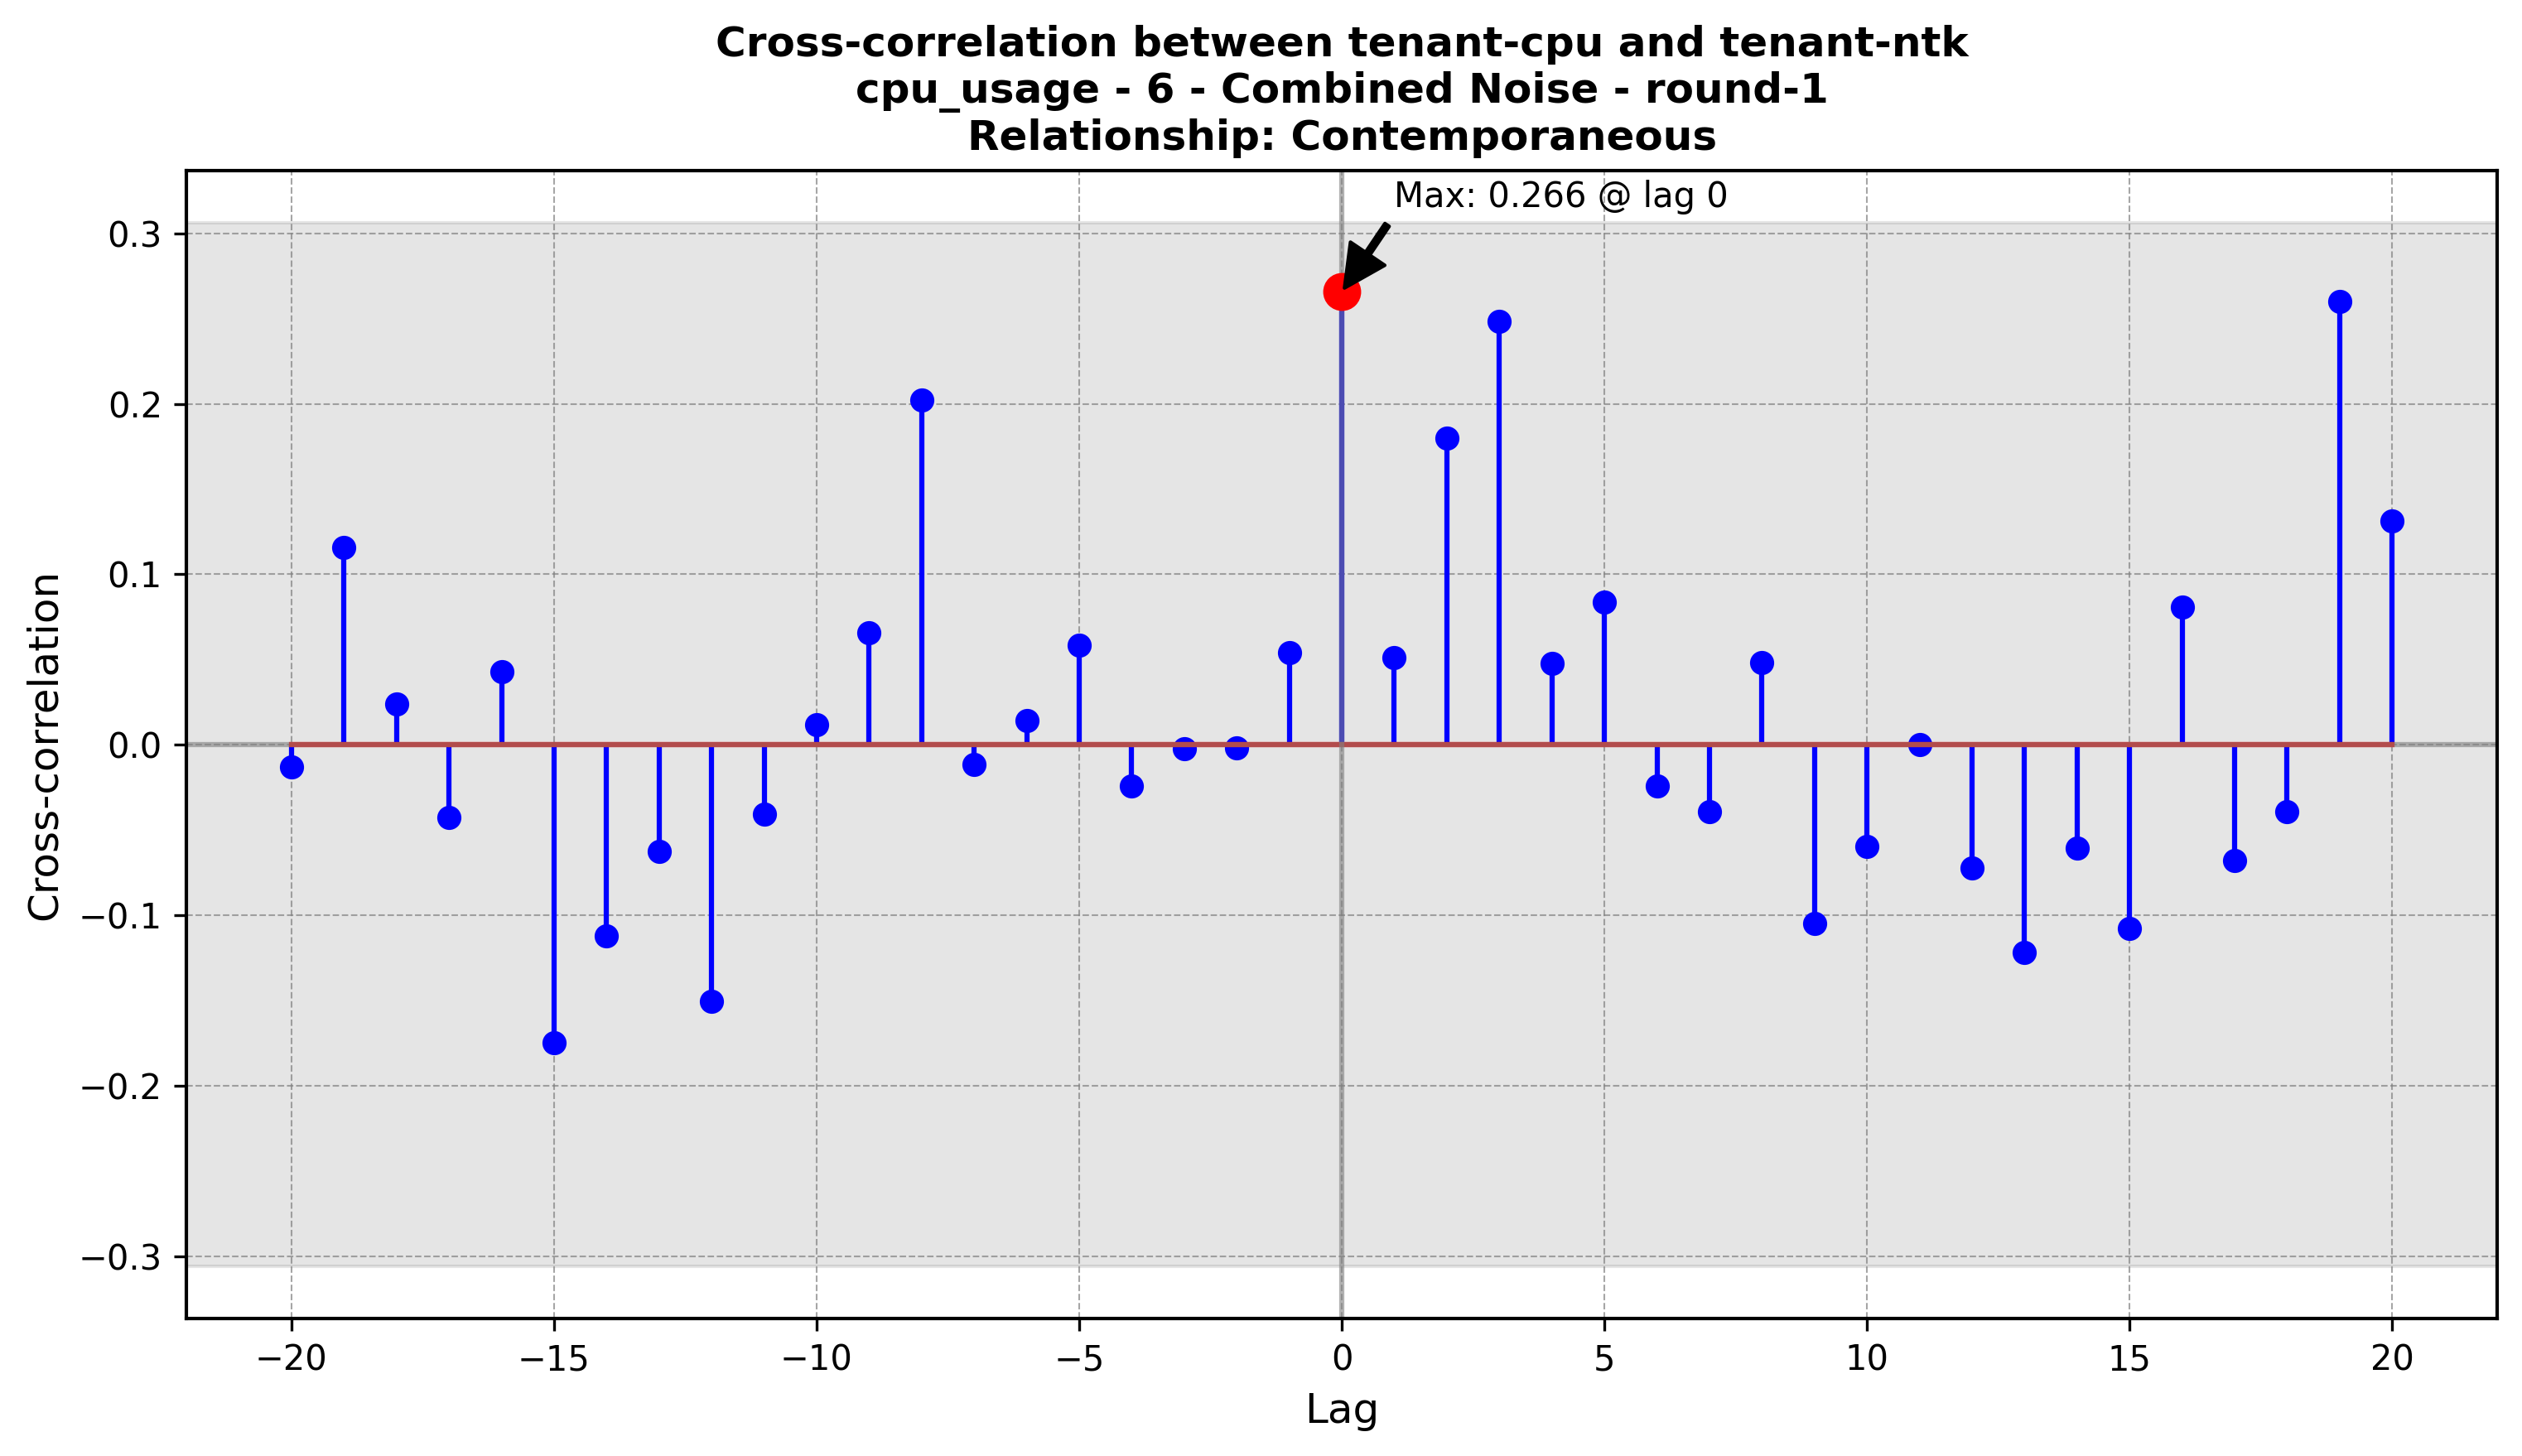 Cross-correlation between tenant-cpu and tenant-ntk
cpu_usage - 6 - Combined Noise - round-1
Relationship: Contemporaneous
Max: 0.266 @ lag 0
0.3
0.2
0.1
0.0
−0.1
−0.2
−0.3
Cross-correlation
−20 −15 −10 −5 0 5 10 15 20
Lag